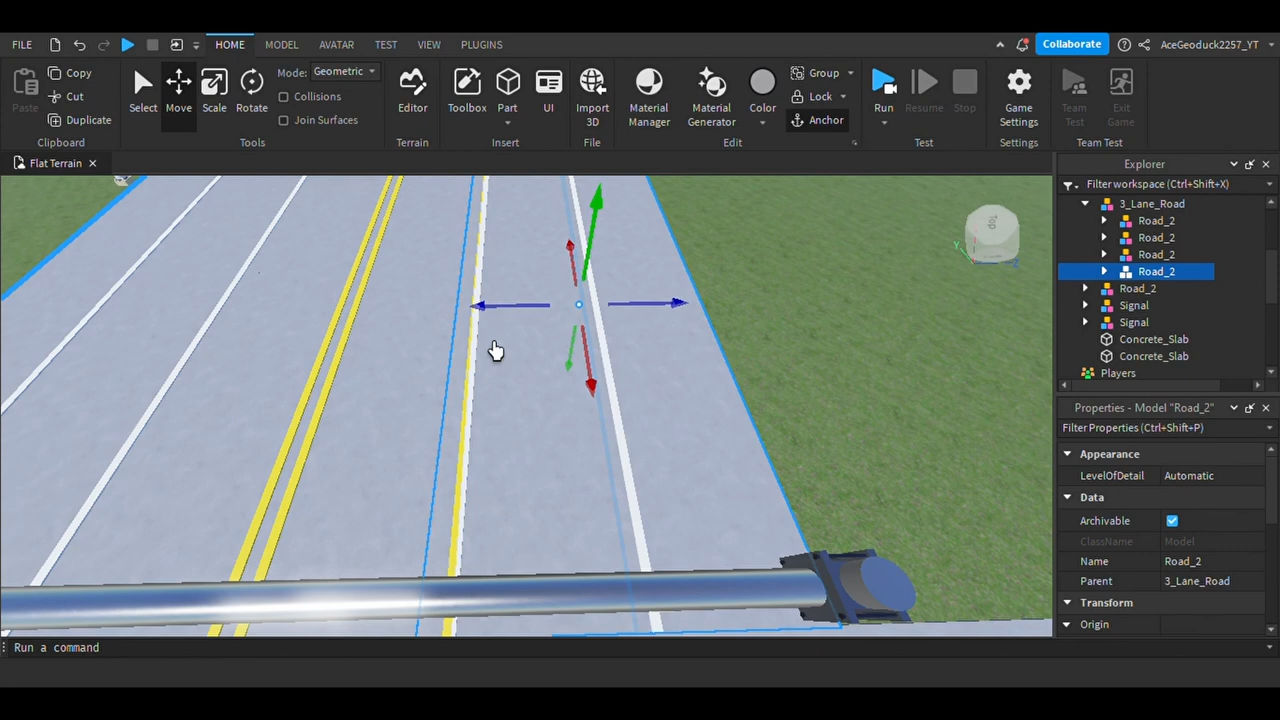 FILE HOME MODEL AVATAR TEST VIEW PLUGINS Collaborate AceGeoduck2257_YT
Paste Copy Cut Duplicate Clipboard
Select Move Scale Rotate Mode: Geometric Collisions Join Surfaces Tools
Editor Terrain
Toolbox Part UI Insert
Import 3D File
Material Manager Material Generator Color Group Lock Anchor Edit
Run Resume Stop Test
Game Settings Settings
Team Test Exit Game Team Test
Flat Terrain
Top
Y
Z
Explorer
Filter workspace (Ctrl+Shift+X)
3_Lane_Road
Road_2
Road_2
Road_2
Road_2
Road_2
Signal
Signal
Concrete_Slab
Concrete_Slab
Players
Properties - Model "Road_2"
Filter Properties (Ctrl+Shift+P)
Appearance
LevelOfDetail Automatic
Data
Archivable
ClassName Model
Name Road_2
Parent 3_Lane_Road
Transform
Origin
Run a command